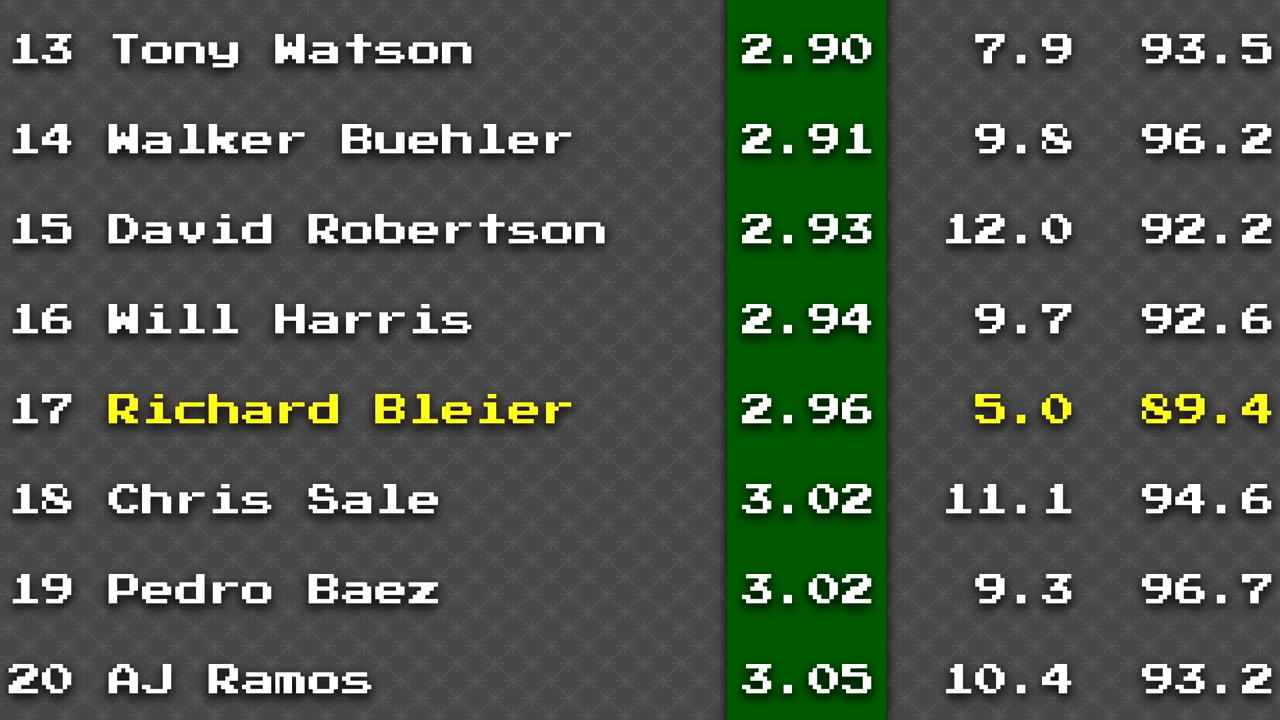 13 Tony Watson 2.90 7.9 93.5
14 Walker Buehler 2.91 9.8 96.2
15 David Robertson 2.93 12.0 92.2
16 Will Harris 2.94 9.7 92.6
17 Richard Bleier 2.96 5.0 89.4
18 Chris Sale 3.02 11.1 94.6
19 Pedro Baez 3.02 9.3 96.7
20 AJ Ramos 3.05 10.4 93.2